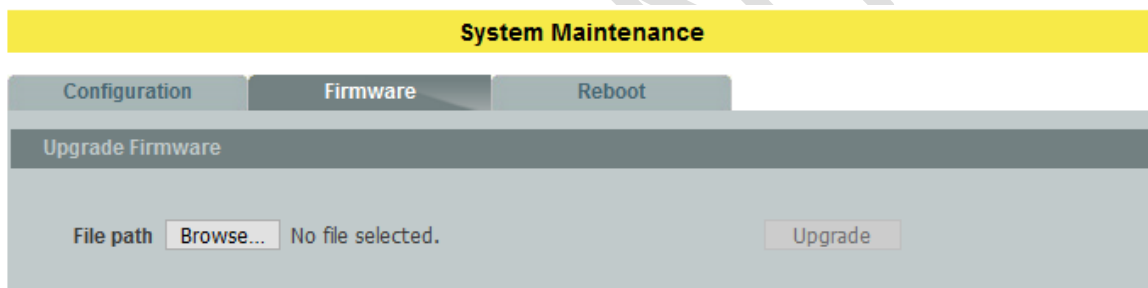 System Maintenance
Configuration Firmware Reboot
Upgrade Firmware
File path Browse... No file selected. Upgrade